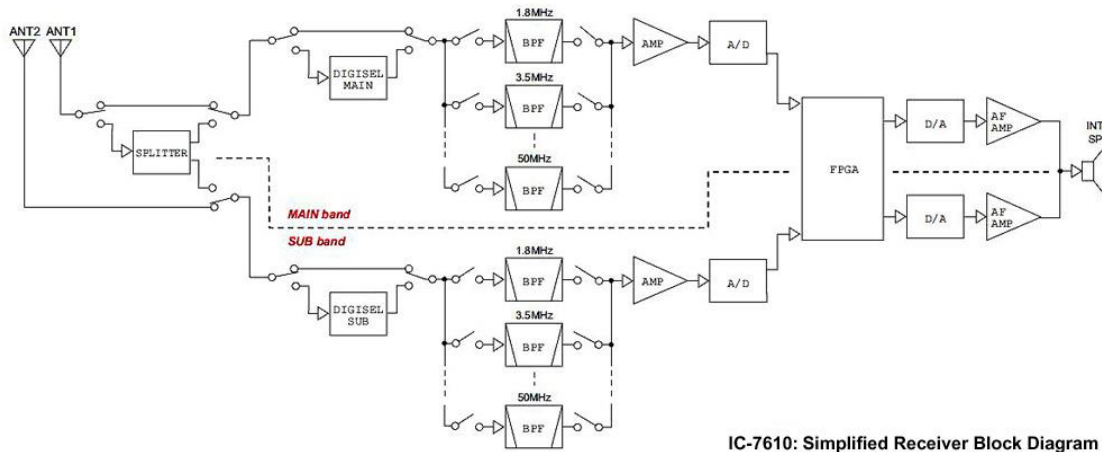 ANT2 ANT1
SPLITTER
DIGISEL
MAIN
1.8MHz
BPF
3.5MHz
BPF
50MHz
BPF
AMP
A/D
MAIN band
SUB band
DIGISEL
SUB
1.8MHz
BPF
3.5MHz
BPF
50MHz
BPF
AMP
A/D
FPGA
D/A
AF
AMP
D/A
AF
AMP
INT
SP
IC-7610: Simplified Receiver Block Diagram